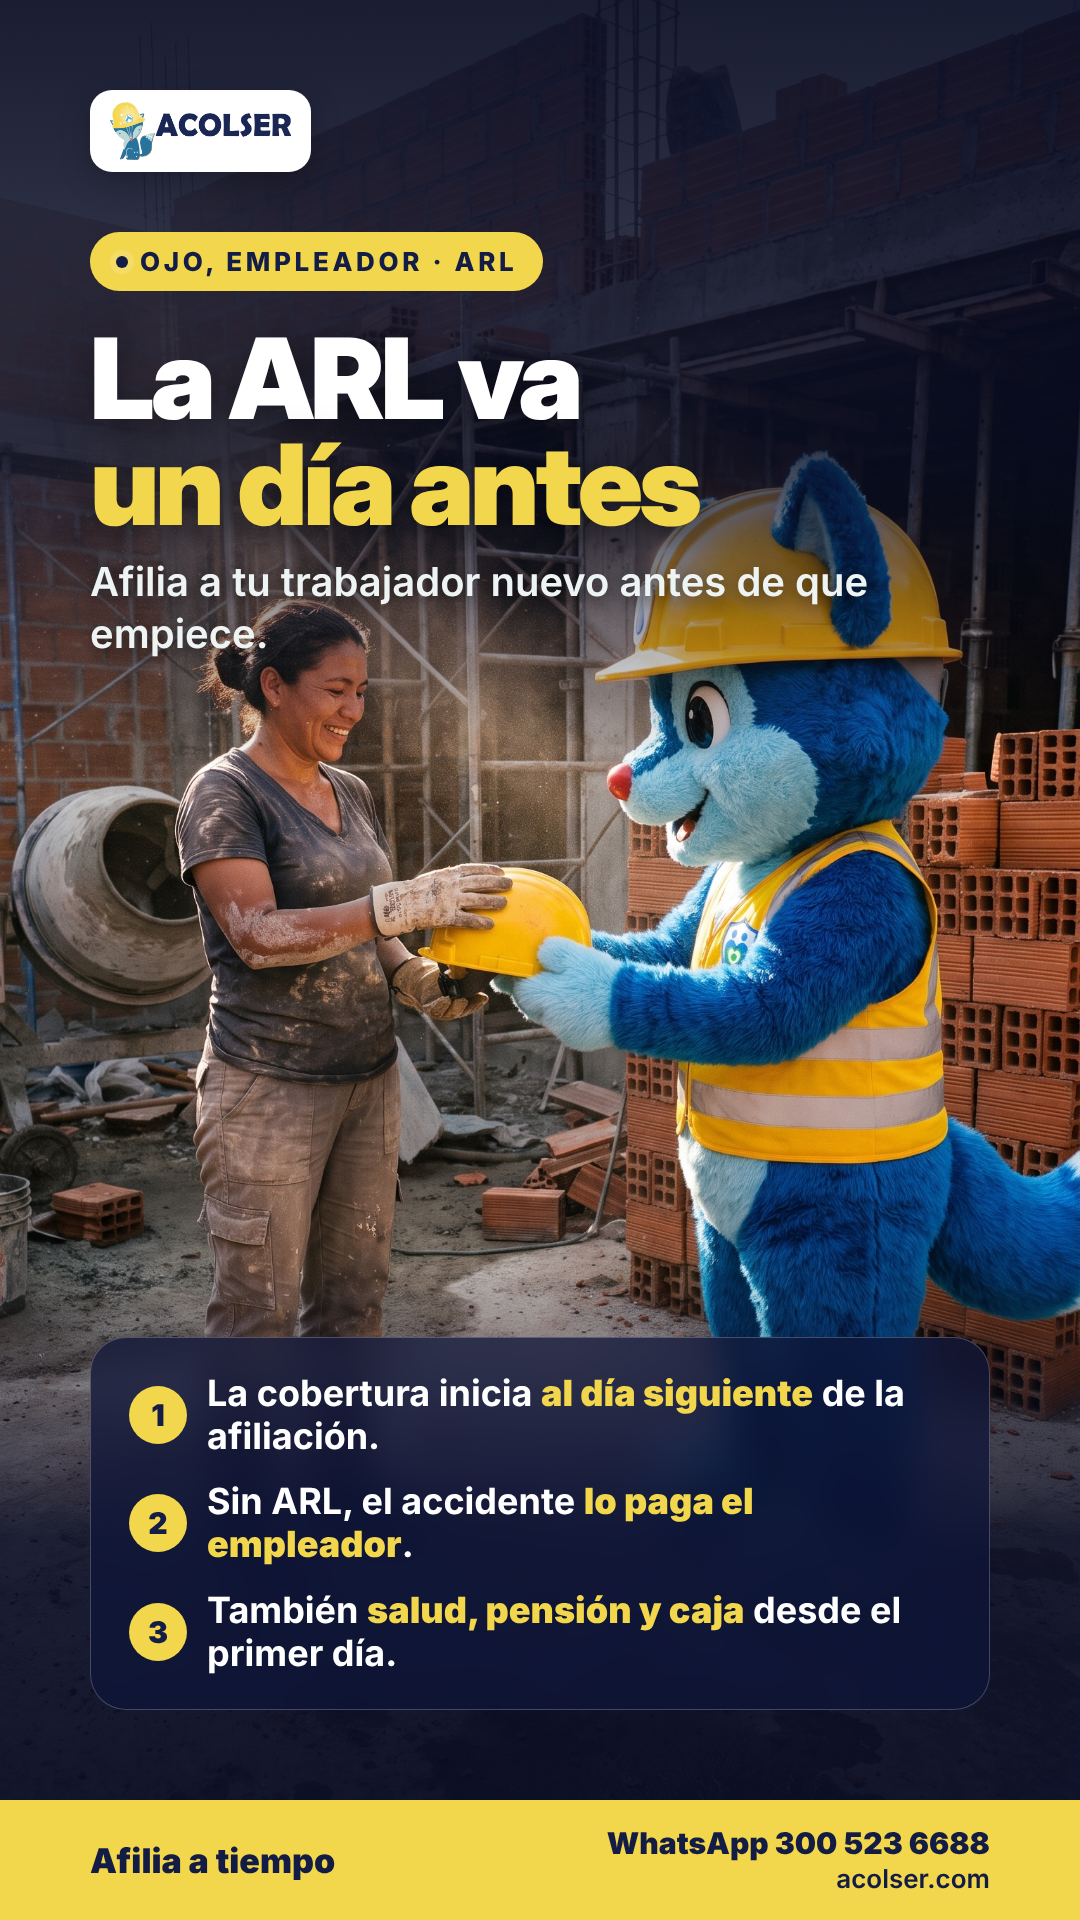 ACOLSER
OJO, EMPLEADOR · ARL
La ARL va
un día antes
Afilia a tu trabajador nuevo antes de que
empiece.
1 La cobertura inicia al día siguiente de la
afiliación.
2 Sin ARL, el accidente lo paga el
empleador.
3 También salud, pensión y caja desde el
primer día.
Afilia a tiempo
WhatsApp 300 523 6688
acolser.com